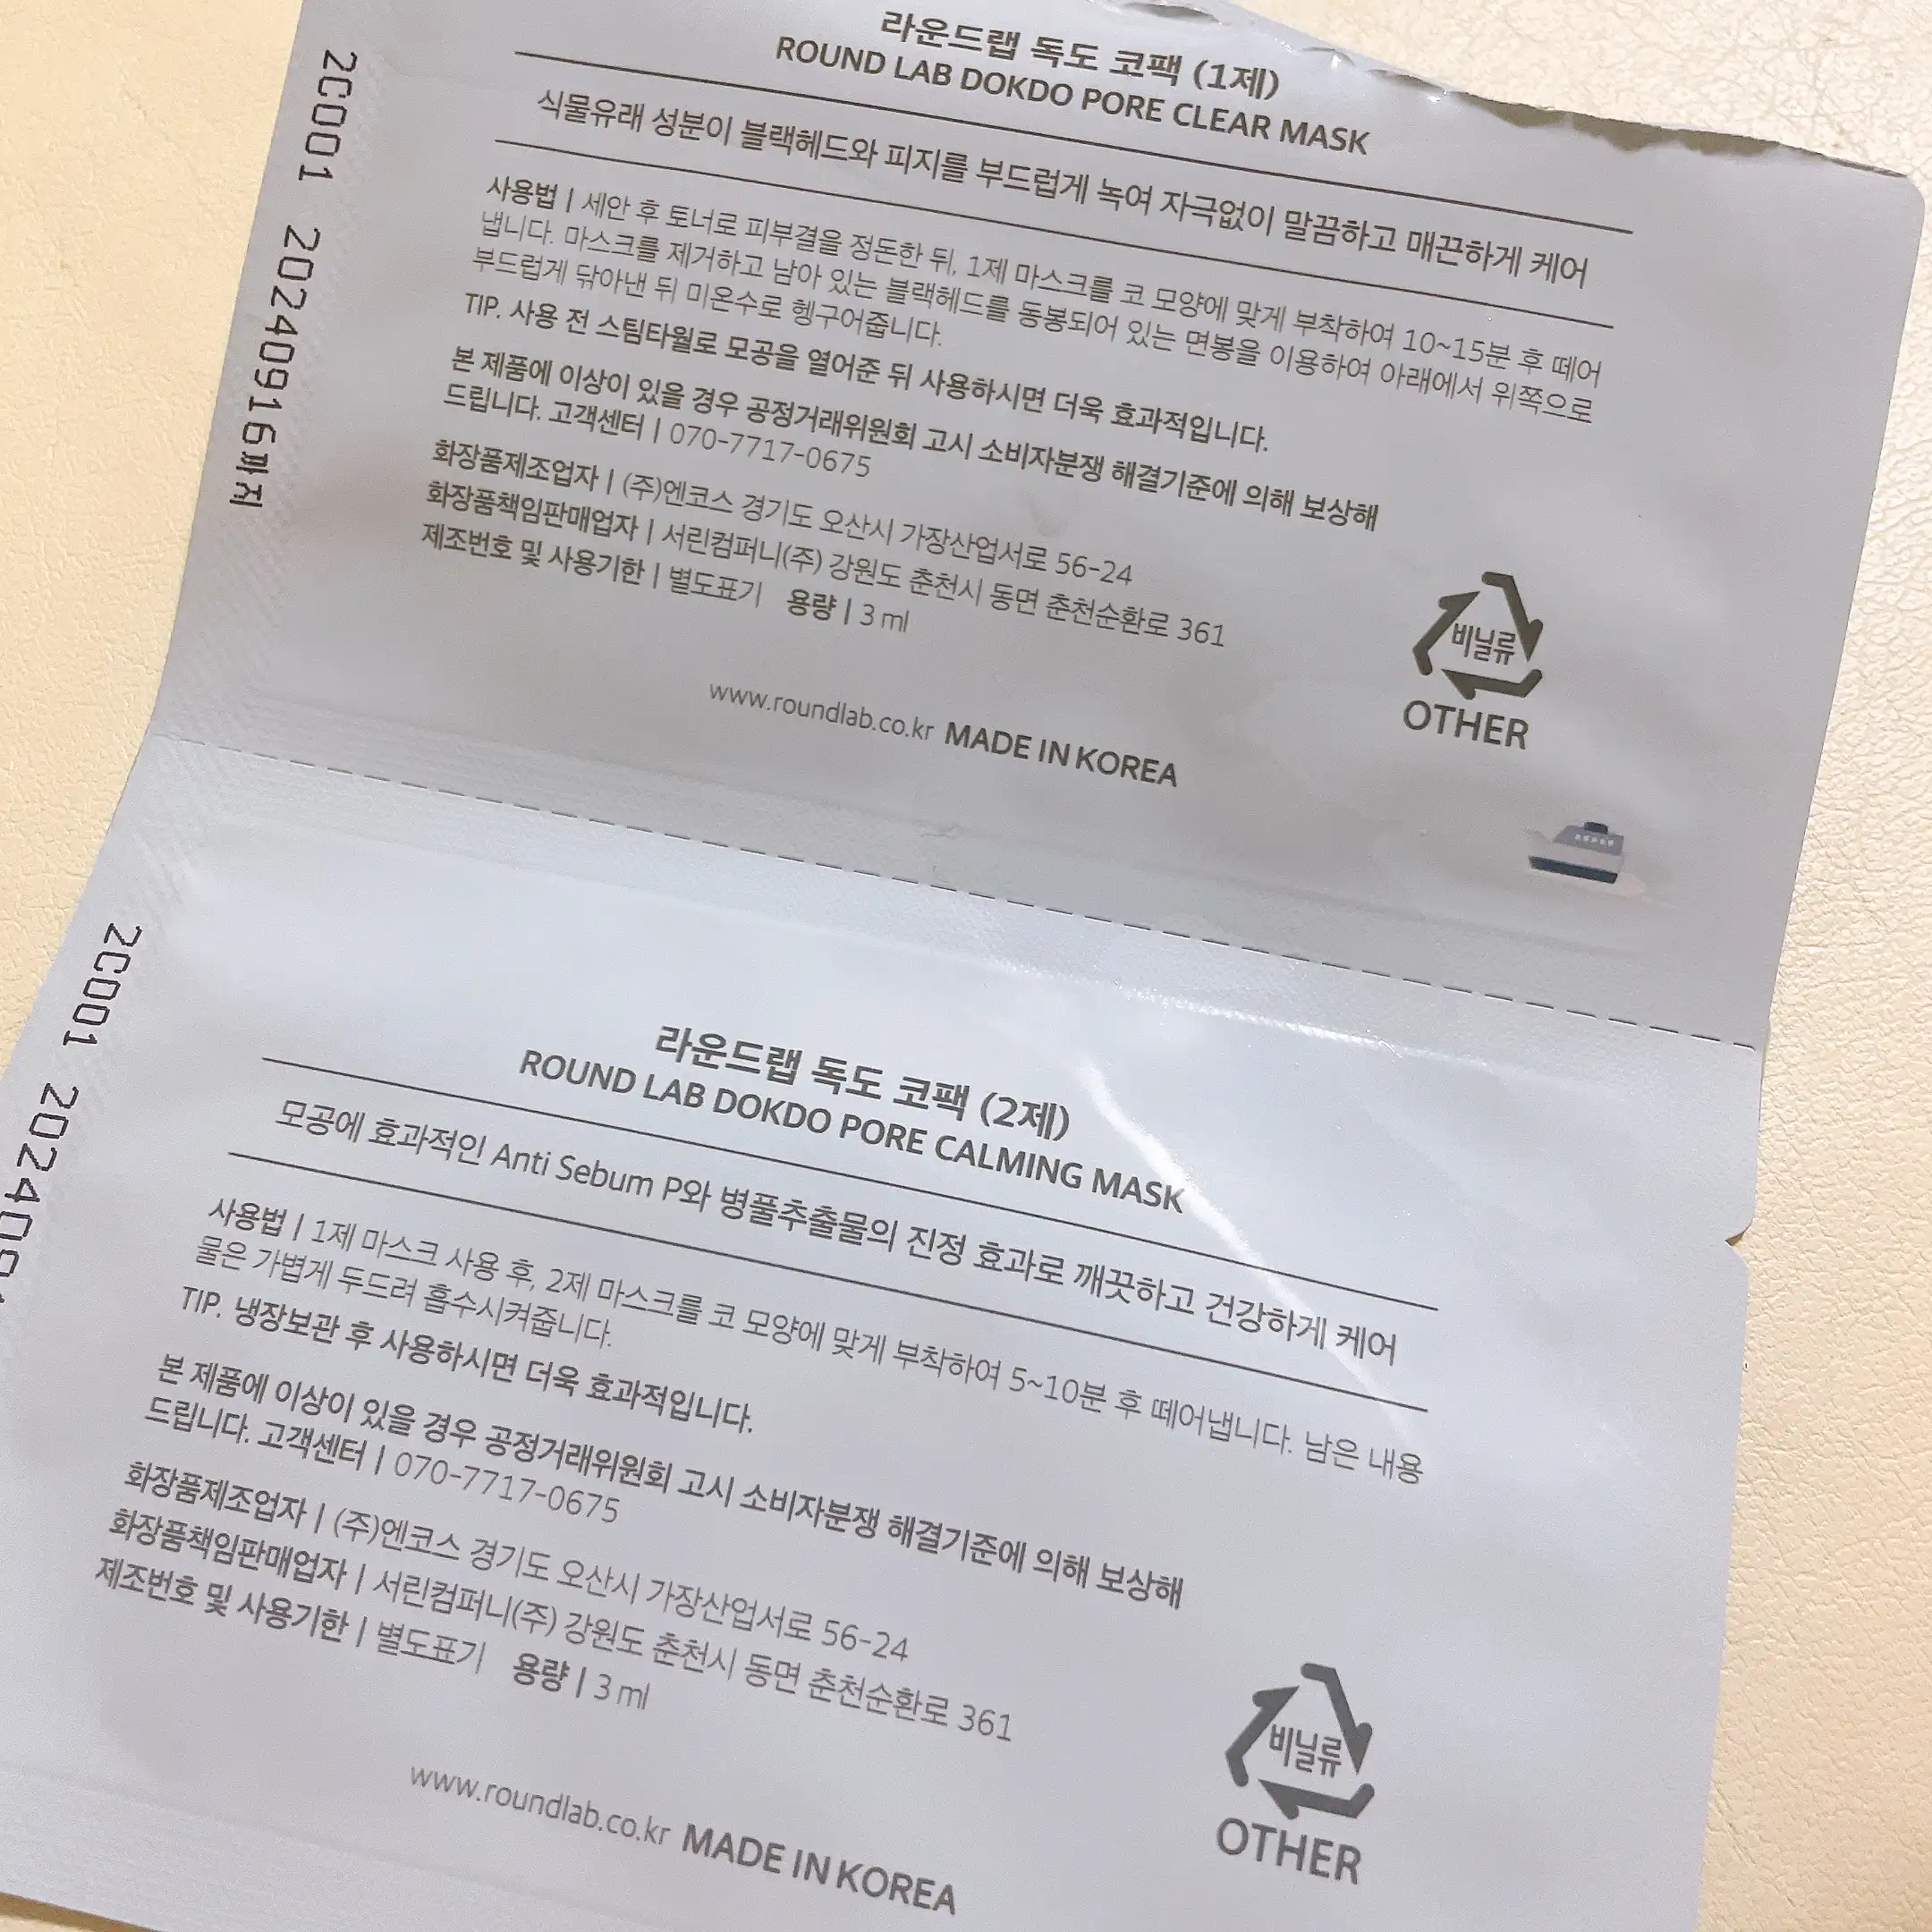 라운드랩 독도 코팩 (1제)
ROUND LAB DOKDO PORE CLEAR MASK
식물유래 성분이 블랙헤드와 피지를 부드럽게 녹여 자극없이 말끔하고 매끈하게 케어
사용법 | 세안 후 토너로 피부결을 정돈한 뒤, 1제 마스크를 코 모양에 맞게 부착하여 10~15분 후 떼어
냅니다. 마스크를 제거하고 남아 있는 블랙헤드를 동봉되어 있는 면봉을 이용하여 아래에서 위쪽으로
부드럽게 닦아낸 뒤 미온수로 헹구어줍니다.
TIP. 사용 전 스팀타월로 모공을 열어준 뒤 사용하시면 더욱 효과적입니다.
본 제품에 이상이 있을 경우 공정거래위원회 고시 소비자분쟁 해결기준에 의해 보상해
드립니다. 고객센터 | 070-7717-0675
화장품제조업자 | (주)엔코스 경기도 오산시 가장산업서로 56-24
화장품책임판매업자 | 서린컴퍼니(주) 강원도 춘천시 동면 춘천순환로 361
제조번호 및 사용기한 | 별도표기 용량 | 3 ml
www.roundlab.co.kr MADE IN KOREA
비닐류
OTHER
2C001 20240916까지
라운드랩 독도 코팩 (2제)
ROUND LAB DOKDO PORE CALMING MASK
모공에 효과적인 Anti Sebum P와 병풀추출물의 진정 효과로 깨끗하고 건강하게 케어
사용법 | 1제 마스크 사용 후, 2제 마스크를 코 모양에 맞게 부착하여 5~10분 후 떼어냅니다. 남은 내용
물은 가볍게 두드려 흡수시켜줍니다.
TIP. 냉장보관 후 사용하시면 더욱 효과적입니다.
본 제품에 이상이 있을 경우 공정거래위원회 고시 소비자분쟁 해결기준에 의해 보상해
드립니다. 고객센터 | 070-7717-0675
화장품제조업자 | (주)엔코스 경기도 오산시 가장산업서로 56-24
화장품책임판매업자 | 서린컴퍼니(주) 강원도 춘천시 동면 춘천순환로 361
제조번호 및 사용기한 | 별도표기 용량 | 3 ml
www.roundlab.co.kr MADE IN KOREA
비닐류
OTHER
2C001